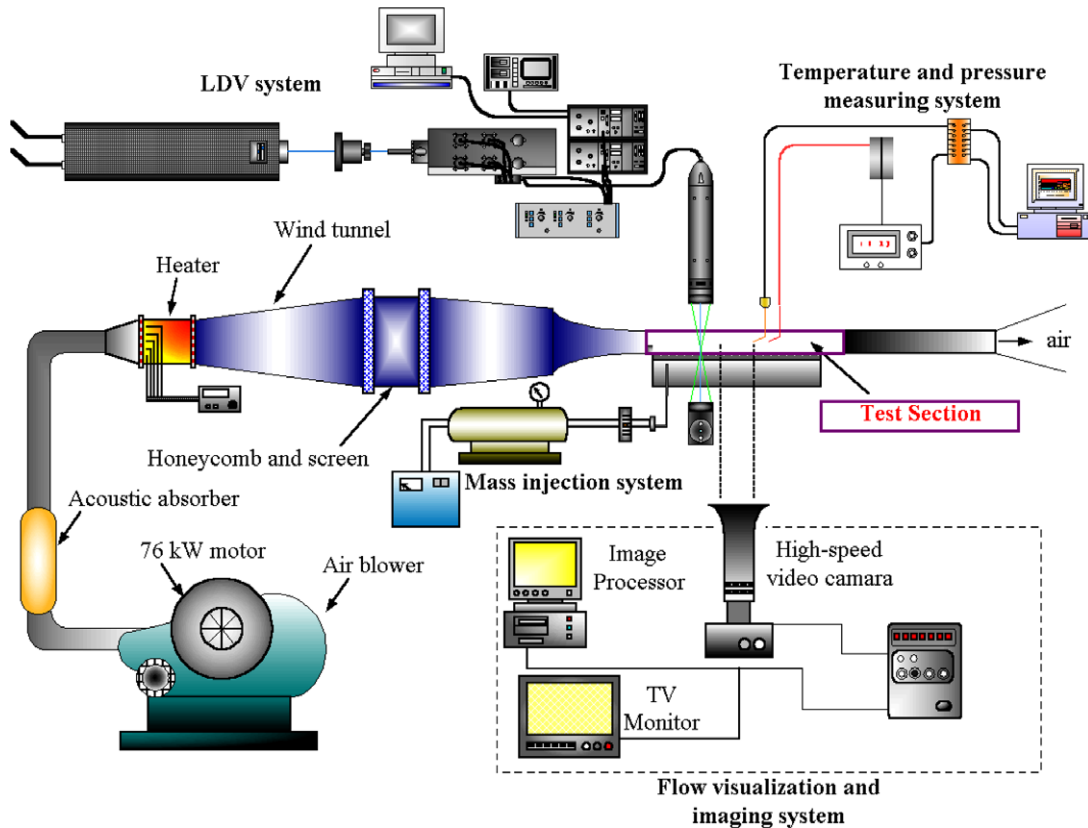 LDV system
Temperature and pressure
measuring system
Wind tunnel
Heater
air
Test Section
Honeycomb and screen
Mass injection system
Acoustic absorber
76 kW motor
Air blower
Image
Processor
High-speed
video camara
TV
Monitor
Flow visualization and
imaging system